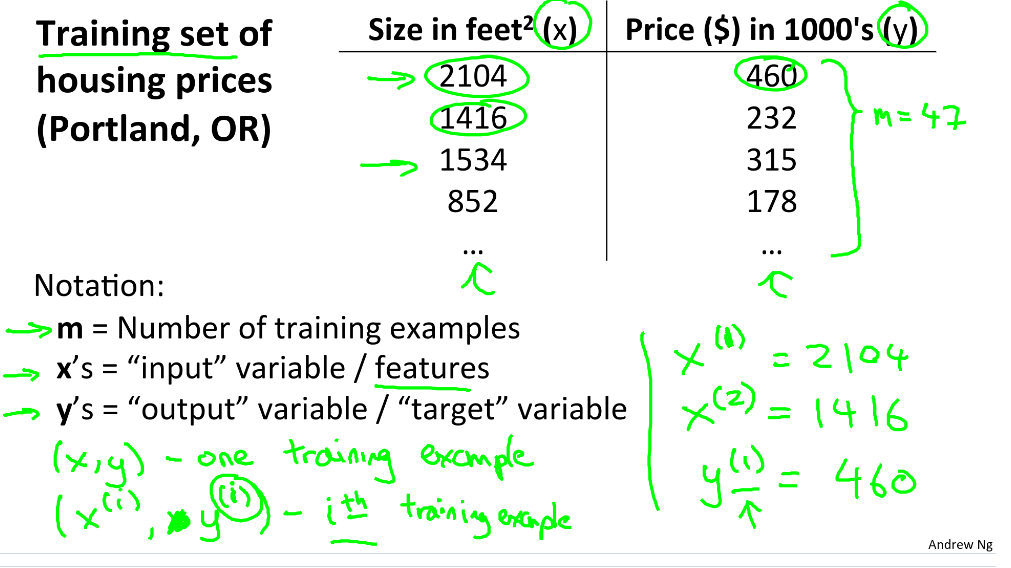 Training set of
housing prices
(Portland, OR)
Size in feet² (x) Price ($) in 1000's (y)
2104 460
1416 232
1534 315
852 178
... ...
m = 47
Notation:
m = Number of training examples
x's = “input” variable / features
y's = “output” variable / “target” variable
(x,y) - one training example
(x^(i), y^(i)) - i^th training example
x^(1) = 2104
x^(2) = 1416
y^(1) = 460
Andrew Ng